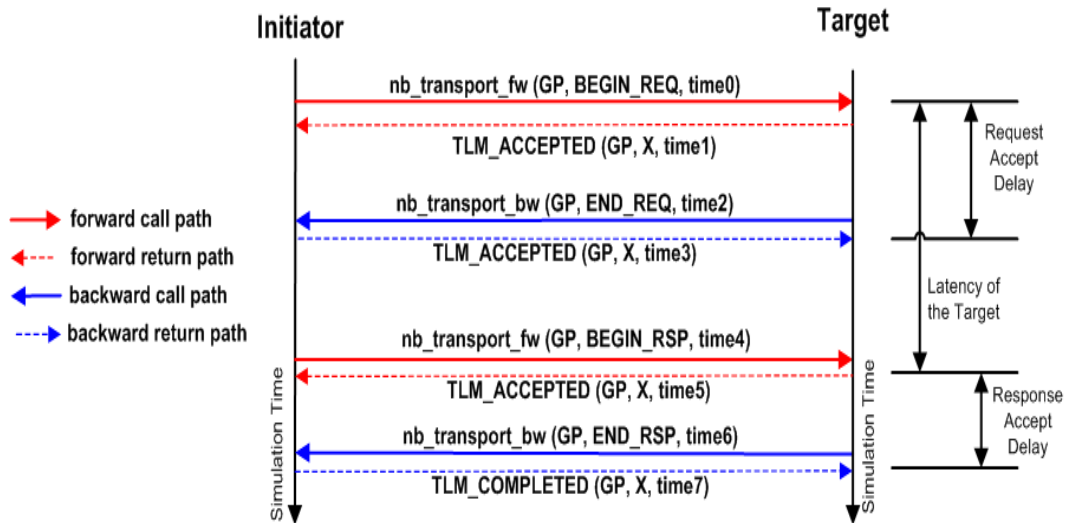 Initiator
Target
nb_transport_fw (GP, BEGIN_REQ, time0)
TLM_ACCEPTED (GP, X, time1)
Request
Accept
Delay
nb_transport_bw (GP, END_REQ, time2)
TLM_ACCEPTED (GP, X, time3)
forward call path
forward return path
backward call path
backward return path
Latency of
the Target
nb_transport_fw (GP, BEGIN_RSP, time4)
TLM_ACCEPTED (GP, X, time5)
nb_transport_bw (GP, END_RSP, time6)
TLM_COMPLETED (GP, X, time7)
Simulation Time
Simulation Time
Response
Accept
Delay